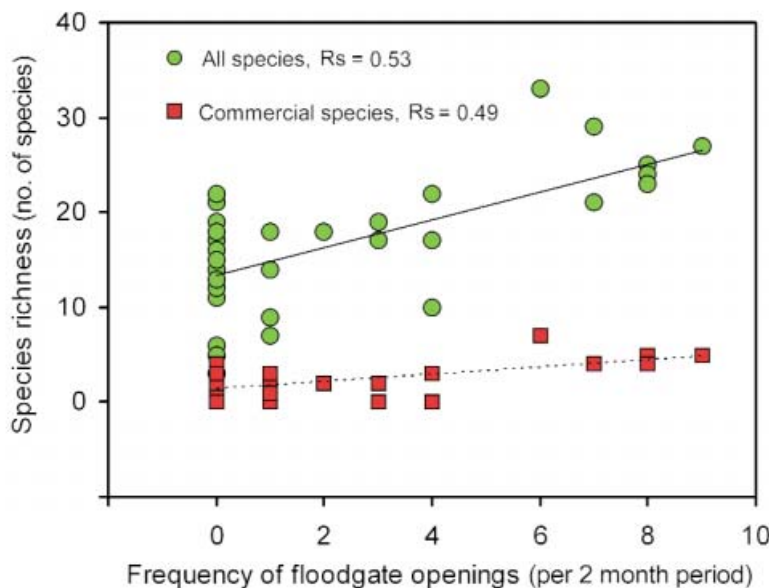 40
30
20
10
0
Species richness (no. of species)
All species, Rs = 0.53
Commercial species, Rs = 0.49
0 2 4 6 8 10
Frequency of floodgate openings (per 2 month period)